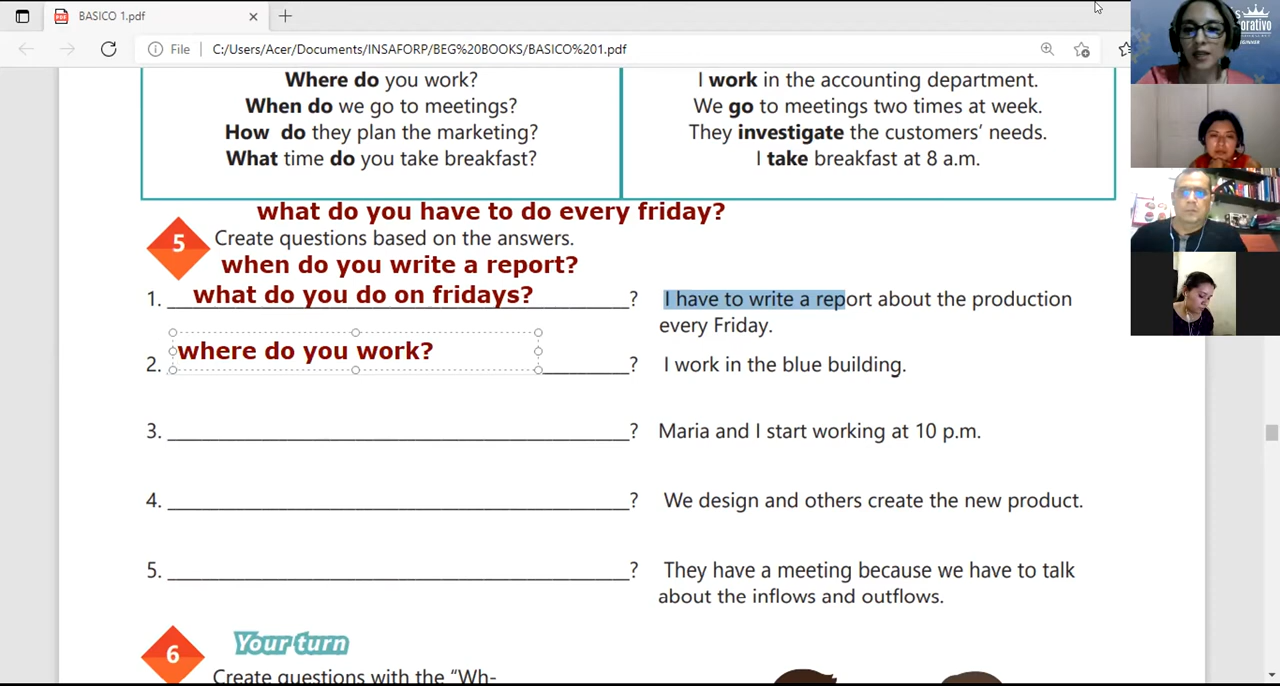 BASICO 1.pdf
File
C:/Users/Acer/Documents/INSAFORP/BEG%20BOOKS/BASICO%201.pdf
Where do you work?
When do we go to meetings?
How do they plan the marketing?
What time do you take breakfast?
I work in the accounting department.
We go to meetings two times at week.
They investigate the customers’ needs.
I take breakfast at 8 a.m.
what do you have to do every friday?
5 Create questions based on the answers.
when do you write a report?
1. what do you do on fridays? ? I have to write a report about the production
every Friday.
2. where do you work? ? I work in the blue building.
3. ? Maria and I start working at 10 p.m.
4. ? We design and others create the new product.
5. ? They have a meeting because we have to talk
about the inflows and outflows.
6 Your turn
Create questions with the “Wh-